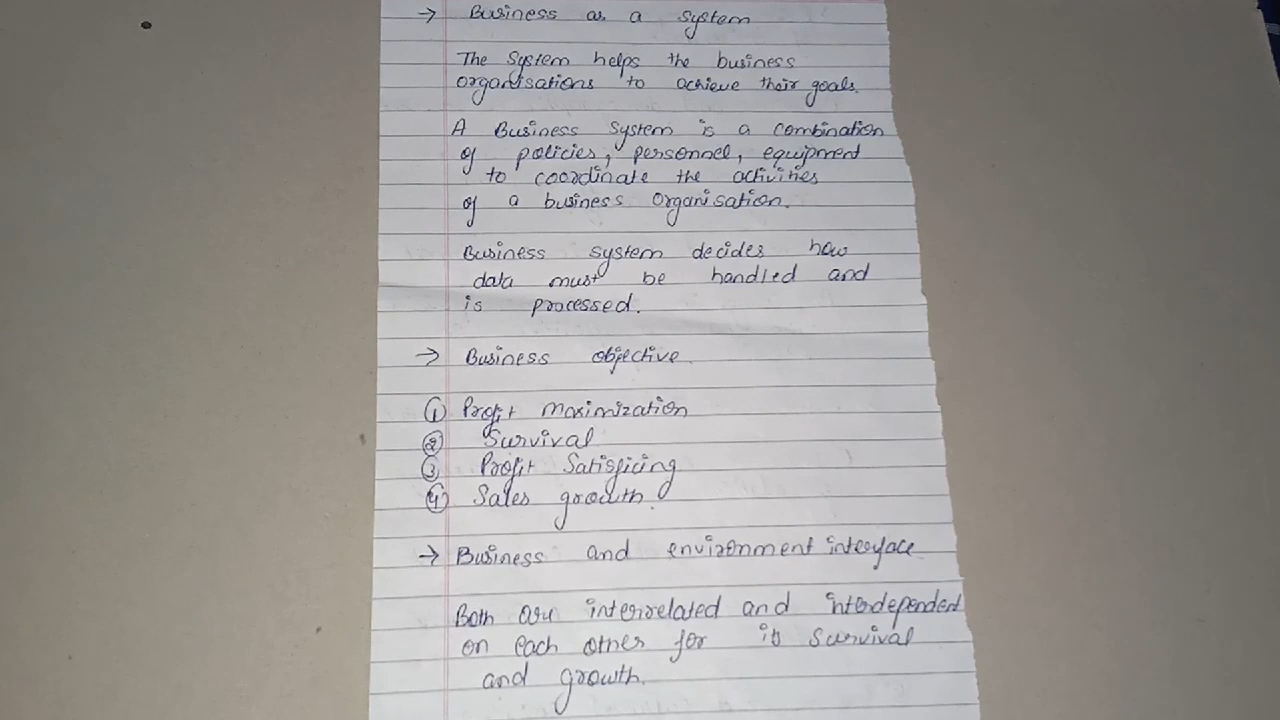 → Business as a system
The System helps the business
organisations to achieve their goals.
A Business System is a combination
of policies, personnel, equipment
to coordinate the activities
of a business Organisation.
Business system decides how
data must be handled and
is processed.
→ Business objective.
① Profit maximization
② Survival
③ Profit Satisficing
④ Sales growth.
→ Business and environment interface
Both are interrelated and interdependent
on each other for its survival
and growth.